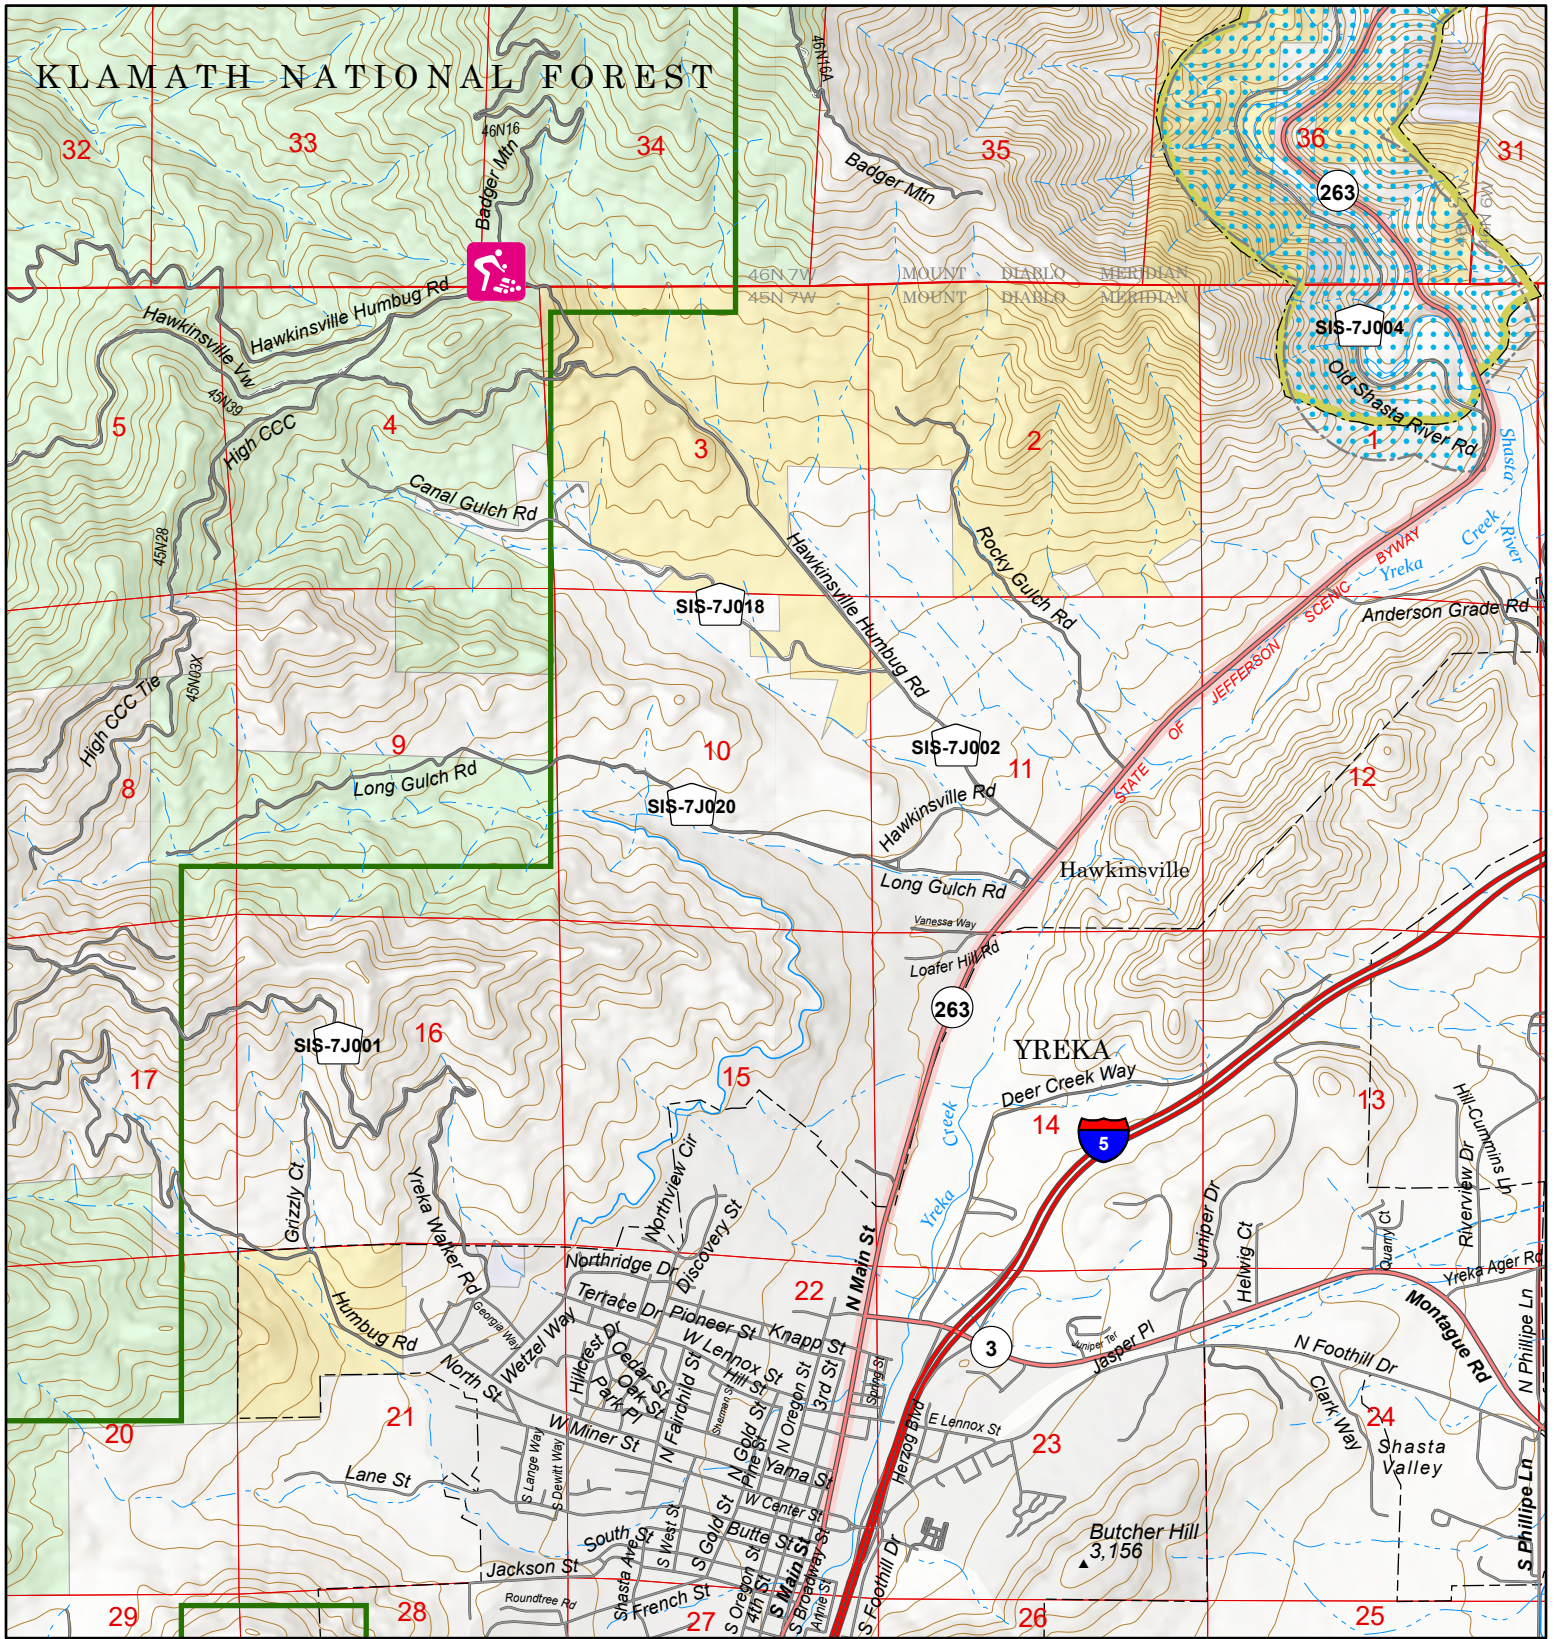 KLAMATH NATIONAL FOREST
46N16A
32
33
34
35
36
31
46N16
Badger Mtn
Badger Mtn
263
46N 7W MOUNT DIABLO MERIDIAN
45N 7W MOUNT DIABLO MERIDIAN
Hawkinsville Humbug Rd
Hawkinsville Vw
45N39
High CCC
SIS-7J004
Old Shasta River Rd
5
4
3
2
1
Canal Gulch Rd
45N28
Hawkinsville Humbug Rd
Rocky Gulch Rd
Shasta River
Yreka Creek
STATE OF JEFFERSON SCENIC BYWAY
Anderson Grade Rd
SIS-7J018
High CCC Tie
45N03X
8
9
10
11
12
SIS-7J002
Long Gulch Rd
SIS-7J020
Hawkinsville Rd
Hawkinsville
Long Gulch Rd
Vanessa Way
Loafer Hill Rd
263
YREKA
Deer Creek Way
SIS-7J001
17
16
15
14
13
5
Yreka Creek
Hill-Cummins Ln
Riverview Dr
Quarry Ct
Juniper Dr
Helwig Ct
Yreka Ager Rd
Grizzly Ct
Yreka Walker Rd
Northview Cir
Discovery St
N Main St
Northridge Dr
Humbug Rd
Georgia Way
Wetzel Way
Terrace Dr
Pioneer St
Knapp St
22
3
Juniper Ter
Jasper Pl
Montague Rd
N Phillipe Ln
N Foothill Dr
Clark Way
North St
Hillcrest Dr
Cedar St
Oak St
Park Pl
W Lennox St
Hill St
Sherman St
N Fairchild St
N Gold St
Pine St
N Oregon St
3rd St
Spring St
Herzog Blvd
E Lennox St
20
21
23
24
Shasta Valley
W Miner St
Yama St
Lane St
S Lange Way
S Dewitt Way
W Center St
South St
Butte St
S West St
S Gold St
Shasta Ave
Jackson St
Roundtree Rd
French St
S Oregon St
4th St
S Main St
S Broadway St
Annie St
S Foothill Dr
Butcher Hill
3,156
S Phillipe Ln
29
28
27
26
25